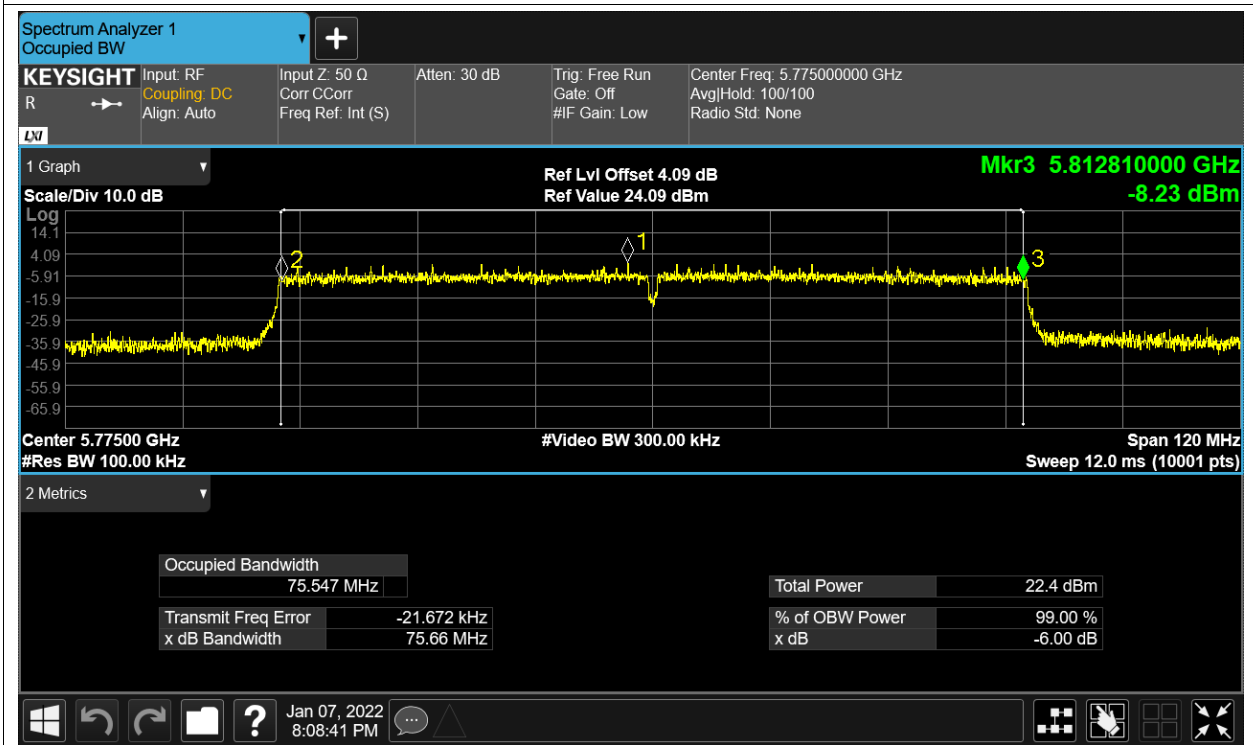 Spectrum Analyzer 1
Occupied BW
+
KEYSIGHT
R
LXI
Input: RF
Coupling: DC
Align: Auto
Input Z: 50 Ω
Corr CCorr
Freq Ref: Int (S)
Atten: 30 dB
Trig: Free Run
Gate: Off
#IF Gain: Low
Center Freq: 5.775000000 GHz
Avg|Hold: 100/100
Radio Std: None
1 Graph
Scale/Div 10.0 dB
Ref Lvl Offset 4.09 dB
Ref Value 24.09 dBm
Mkr3 5.812810000 GHz
-8.23 dBm
Log
14.1
4.09
-5.91
-15.9
-25.9
-35.9
-45.9
-55.9
-65.9
2
1
3
Center 5.77500 GHz
#Res BW 100.00 kHz
#Video BW 300.00 kHz
Span 120 MHz
Sweep 12.0 ms (10001 pts)
2 Metrics
Occupied Bandwidth
75.547 MHz
Transmit Freq Error -21.672 kHz
x dB Bandwidth 75.66 MHz
Total Power 22.4 dBm
% of OBW Power 99.00 %
x dB -6.00 dB
?
Jan 07, 2022
8:08:41 PM